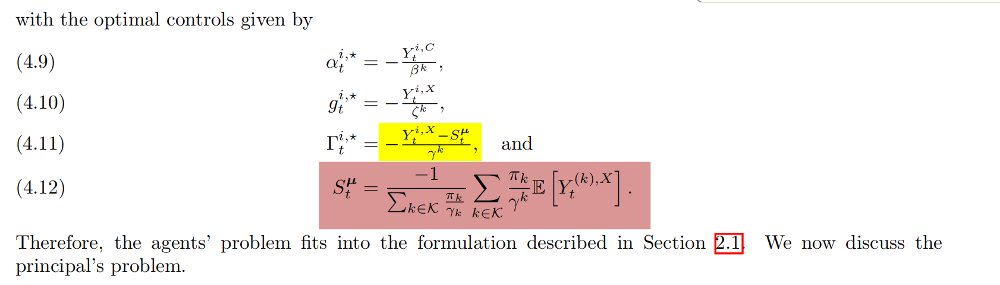 with the optimal controls given by
(4.9) $\alpha_t^{i,\star} = -\frac{Y_t^{i,C}}{\beta^k},$
(4.10) $g_t^{i,\star} = -\frac{Y_t^{i,X}}{\zeta^k},$
(4.11) $\Gamma_t^{i,\star} = -\frac{Y_t^{i,X} - S_t^{\boldsymbol{\mu}}}{\gamma^k},$ and
(4.12) $S_t^{\boldsymbol{\mu}} = \frac{-1}{\sum_{k \in \mathcal{K}} \frac{\pi_k}{\gamma_k}} \sum_{k \in \mathcal{K}} \frac{\pi_k}{\gamma^k} \mathbb{E}\left[Y_t^{(k),X}\right].$
Therefore, the agents' problem fits into the formulation described in Section 2.1. We now discuss the
principal's problem.